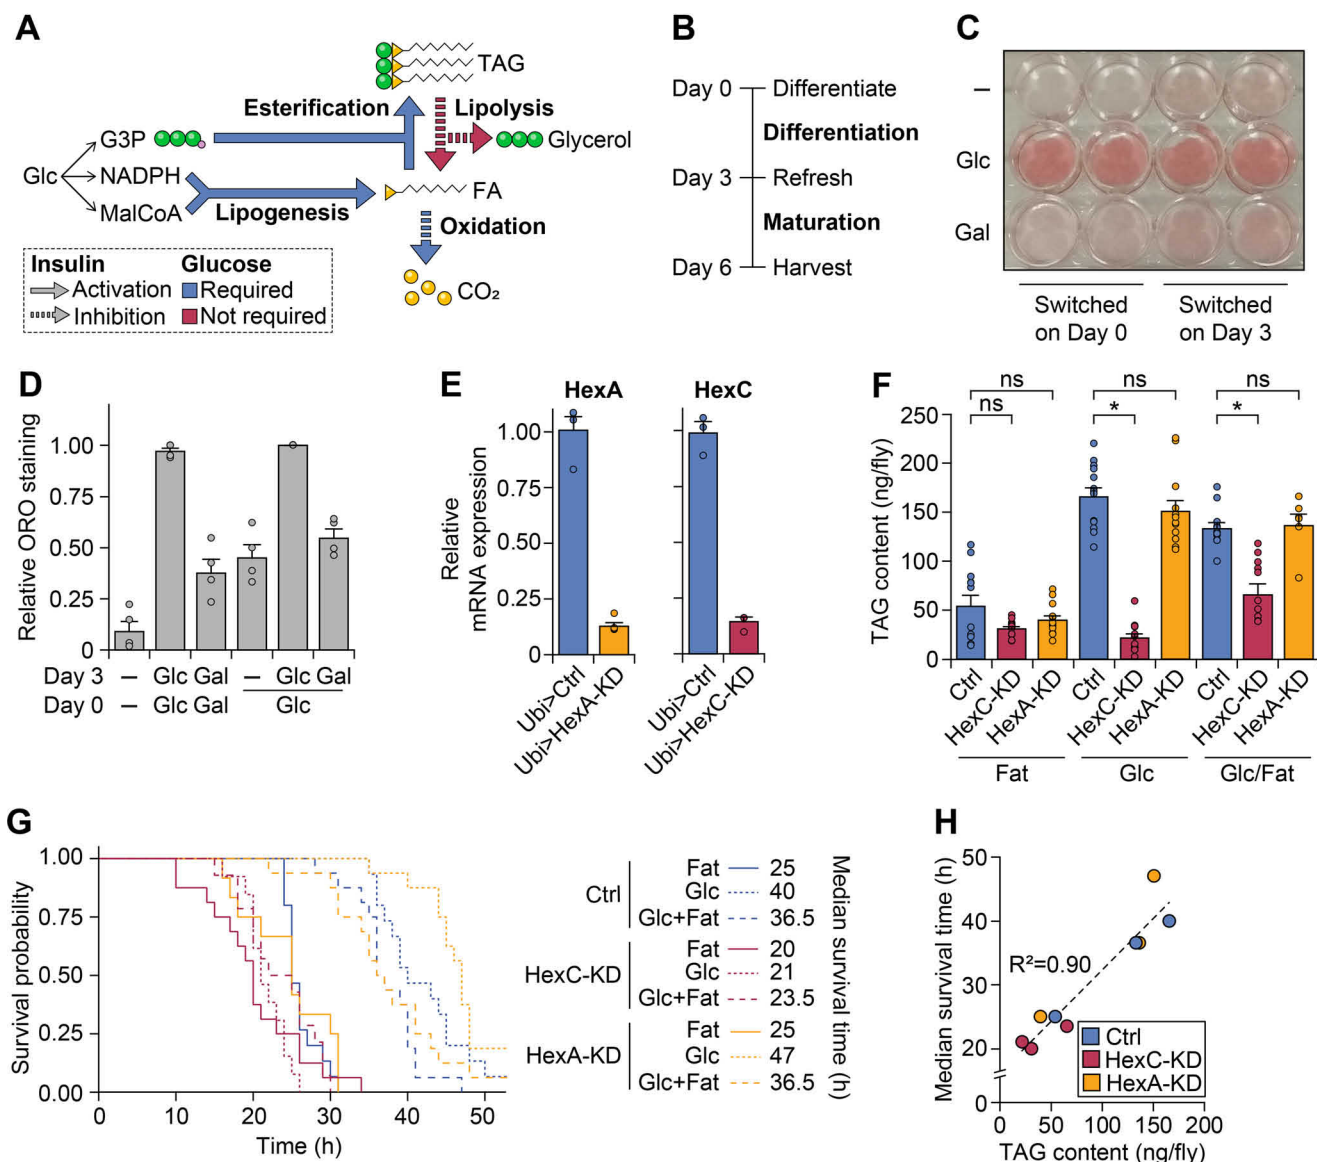 A
TAG
Esterification
Lipolysis
G3P
Glycerol
Glc
NADPH
FA
MalCoA
Lipogenesis
Oxidation
CO₂
Insulin
Glucose
Activation
Required
Inhibition
Not required
B
Day 0
Differentiate
Differentiation
Day 3
Refresh
Maturation
Day 6
Harvest
C
–
Glc
Gal
Switched
on Day 0
Switched
on Day 3
D
Relative ORO staining
1.00
0.75
0.50
0.25
0
Day 3 – Glc Gal – Glc Gal
Day 0 – Glc Gal Glc
E
HexA
HexC
Relative
mRNA expression
1.00
0.75
0.50
0.25
0
Ubi>Ctrl
Ubi>HexA-KD
Ubi>Ctrl
Ubi>HexC-KD
F
TAG content (ng/fly)
250
200
150
100
50
0
ns
ns
ns
*
ns
*
Ctrl
HexC-KD
HexA-KD
Ctrl
HexC-KD
HexA-KD
Ctrl
HexC-KD
HexA-KD
Fat
Glc
Glc/Fat
G
Survival probability
1.00
0.75
0.50
0.25
0.00
0 10 20 30 40 50
Time (h)
Ctrl
Fat 25
Glc 40
Glc+Fat 36.5
HexC-KD
Fat 20
Glc 21
Glc+Fat 23.5
HexA-KD
Fat 25
Glc 47
Glc+Fat 36.5
Median survival time (h)
H
Median survival time (h)
50
40
30
20
0
R²=0.90
Ctrl
HexC-KD
HexA-KD
0 50 100 150 200
TAG content (ng/fly)